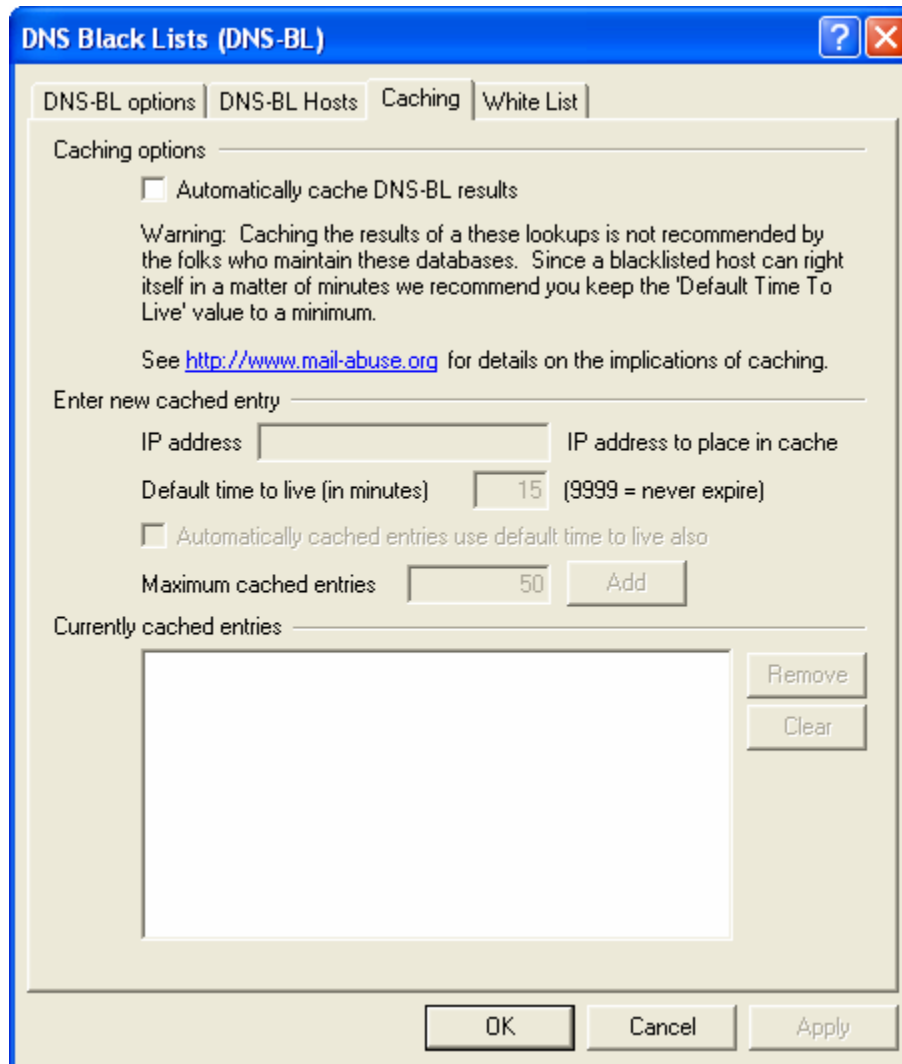 DNS Black Lists (DNS-BL)
?
DNS-BL options
DNS-BL Hosts
Caching
White List
Caching options
Automatically cache DNS-BL results
Warning:  Caching the results of a these lookups is not recommended by
the folks who maintain these databases.  Since a blacklisted host can right
itself in a matter of minutes we recommend you keep the 'Default Time To
Live' value to a minimum.
See http://www.mail-abuse.org for details on the implications of caching.
Enter new cached entry
IP address
IP address to place in cache
Default time to live (in minutes)
15
(9999 = never expire)
Automatically cached entries use default time to live also
Maximum cached entries
50
Add
Currently cached entries
Remove
Clear
OK
Cancel
Apply